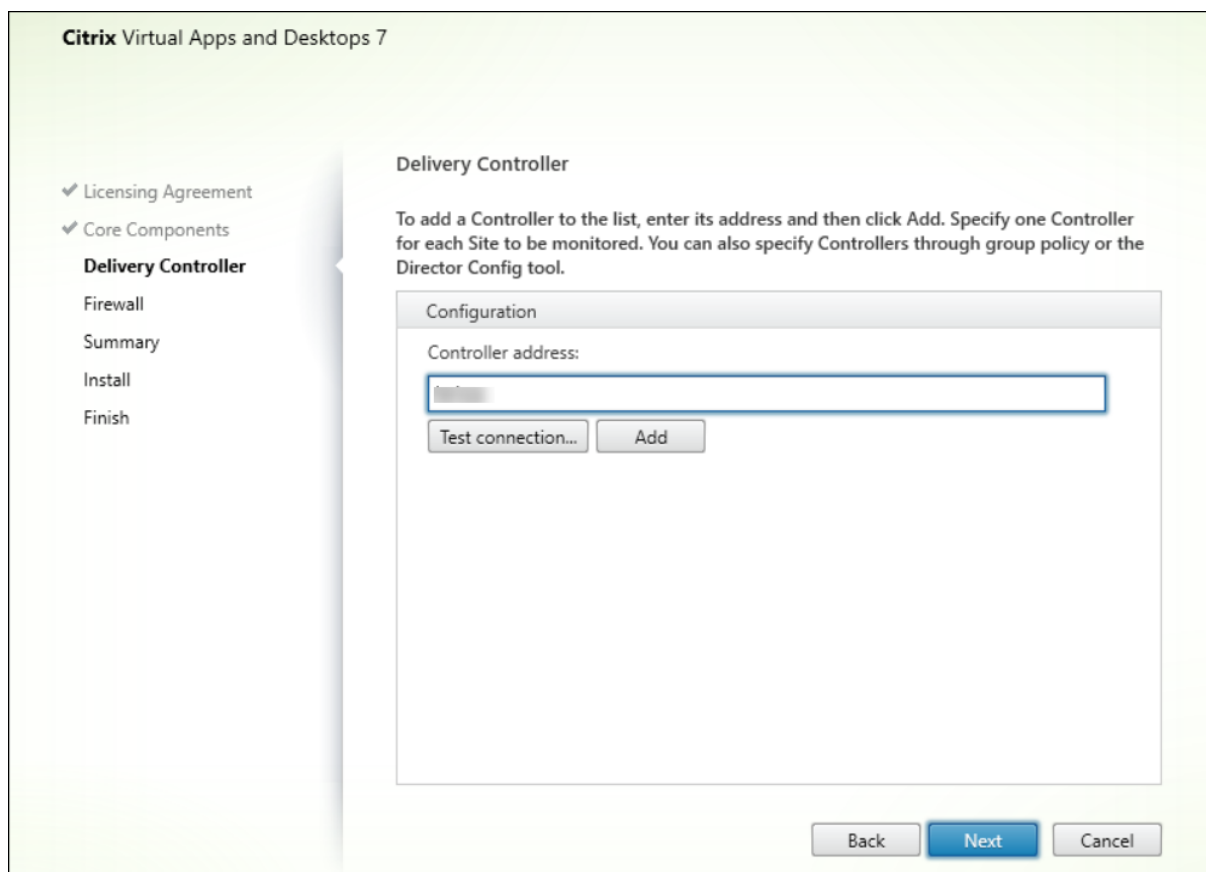 Citrix Virtual Apps and Desktops 7
Licensing Agreement
Core Components
Delivery Controller
Firewall
Summary
Install
Finish
Delivery Controller
To add a Controller to the list, enter its address and then click Add. Specify one Controller
for each Site to be monitored. You can also specify Controllers through group policy or the
Director Config tool.
Configuration
Controller address:
Test connection...
Add
Back
Next
Cancel